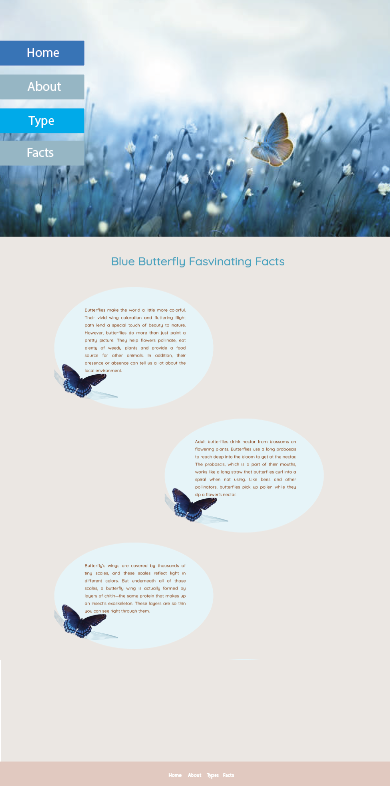 Home
About
Type
Facts
Blue Butterfly Fasvinating Facts
Butterflies make the world a little more colorful.
Their vivid wing coloration and fluttering flight
path lend a special touch of beauty to nature.
However, butterflies do more than just paint a
pretty picture. They help flowers pollinate, eat
plenty of weedy plants and provide a food
source for other animals. In addition, their
presence or absence can tell us a lot about the
local environment.
Adult butterflies drink nectar from blossoms on
flowering plants. Butterflies use a long proboscis
to reach deep into the bloom to get at the nectar.
The proboscis, which is a part of their mouths,
works like a long straw that butterflies curl into a
spiral when not using. Like bees and other
pollinators, butterflies pick up pollen while they
sip a flower's nectar.
Butterfly's wings are covered by thousands of
tiny scales, and these scales reflect light in
different colors. But underneath all of those
scales, a butterfly wing is actually formed by
layers of chitin—the same protein that makes up
an insect's exoskeleton. These layers are so thin
you can see right through them.
Home About Types Facts